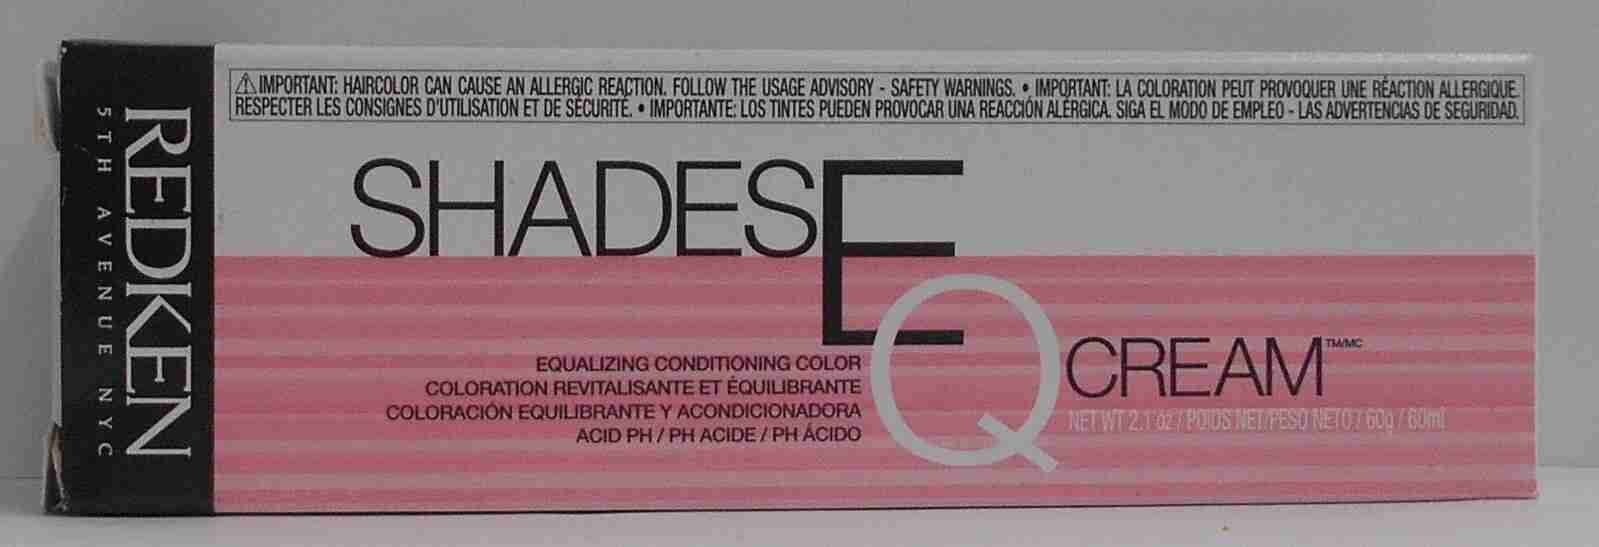 REDKEN
5TH AVENUE NYC
⚠ IMPORTANT: HAIRCOLOR CAN CAUSE AN ALLERGIC REACTION. FOLLOW THE USAGE ADVISORY - SAFETY WARNINGS. • IMPORTANT: LA COLORATION PEUT PROVOQUER UNE RÉACTION ALLERGIQUE.
RESPECTER LES CONSIGNES D'UTILISATION ET DE SÉCURITÉ. • IMPORTANTE: LOS TINTES PUEDEN PROVOCAR UNA REACCIÓN ALÉRGICA. SIGA EL MODO DE EMPLEO - LAS ADVERTENCIAS DE SEGURIDAD.
SHADES EQ CREAM™/MC
EQUALIZING CONDITIONING COLOR
COLORATION REVITALISANTE ET ÉQUILIBRANTE
COLORACIÓN EQUILIBRANTE Y ACONDICIONADORA
ACID PH / PH ACIDE / PH ÁCIDO
NET WT 2.1 oz / POIDS NET/PESO NETO / 60g / 60ml